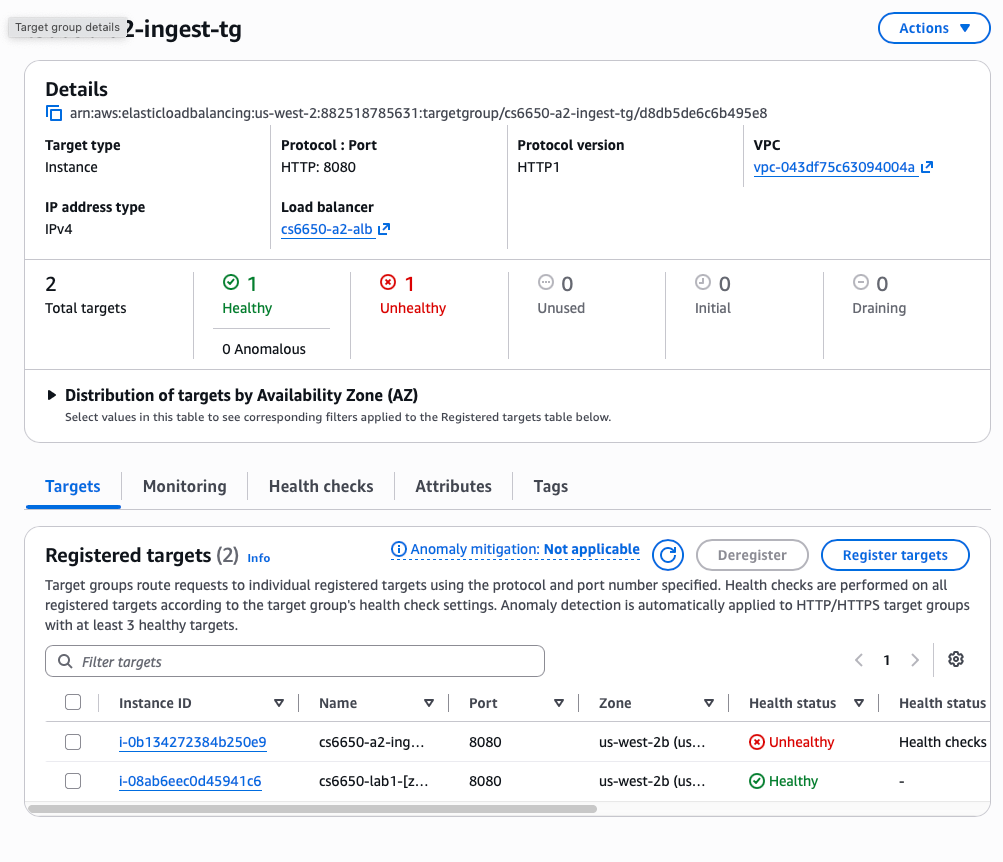 Target group details
2-ingest-tg
Actions
Details
arn:aws:elasticloadbalancing:us-west-2:882518785631:targetgroup/cs6650-a2-ingest-tg/d8db5de6c6b495e8
Target type
Instance
Protocol : Port
HTTP: 8080
Protocol version
HTTP1
VPC
vpc-043df75c63094004a
IP address type
IPv4
Load balancer
cs6650-a2-alb
2
Total targets
1
Healthy
0 Anomalous
1
Unhealthy
0
Unused
0
Initial
0
Draining
Distribution of targets by Availability Zone (AZ)
Select values in this table to see corresponding filters applied to the Registered targets table below.
Targets
Monitoring
Health checks
Attributes
Tags
Registered targets (2) Info
Anomaly mitigation: Not applicable
Deregister
Register targets
Target groups route requests to individual registered targets using the protocol and port number specified. Health checks are performed on all
registered targets according to the target group's health check settings. Anomaly detection is automatically applied to HTTP/HTTPS target groups
with at least 3 healthy targets.
Filter targets
1
Instance ID Name Port Zone Health status Health status
i-0b134272384b250e9 cs6650-a2-ing... 8080 us-west-2b (us... Unhealthy Health checks
i-08ab6eec0d45941c6 cs6650-lab1-[z... 8080 us-west-2b (us... Healthy -